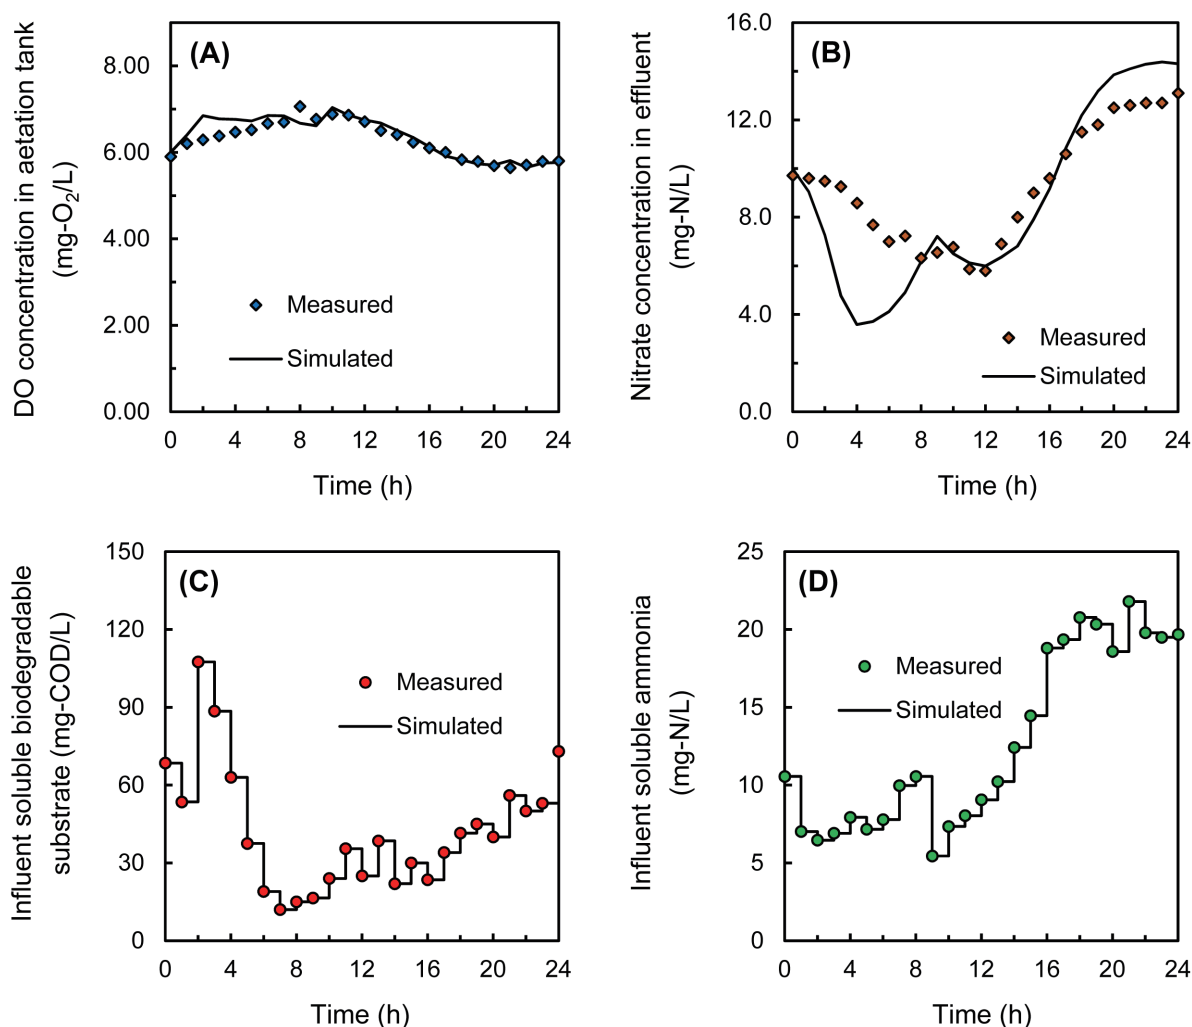 (A)
DO concentration in aetation tank
(mg-O₂/L)
8.00
6.00
4.00
2.00
0.00
Measured
Simulated
0 4 8 12 16 20 24
Time (h)
(B)
Nitrate concentration in effluent
(mg-N/L)
16.0
12.0
8.0
4.0
0.0
Measured
Simulated
0 4 8 12 16 20 24
Time (h)
(C)
Influent soluble biodegradable
substrate (mg-COD/L)
150
120
90
60
30
0
Measured
Simulated
0 4 8 12 16 20 24
Time (h)
(D)
Influent soluble ammonia
(mg-N/L)
25
20
15
10
5
0
Measured
Simulated
0 4 8 12 16 20 24
Time (h)